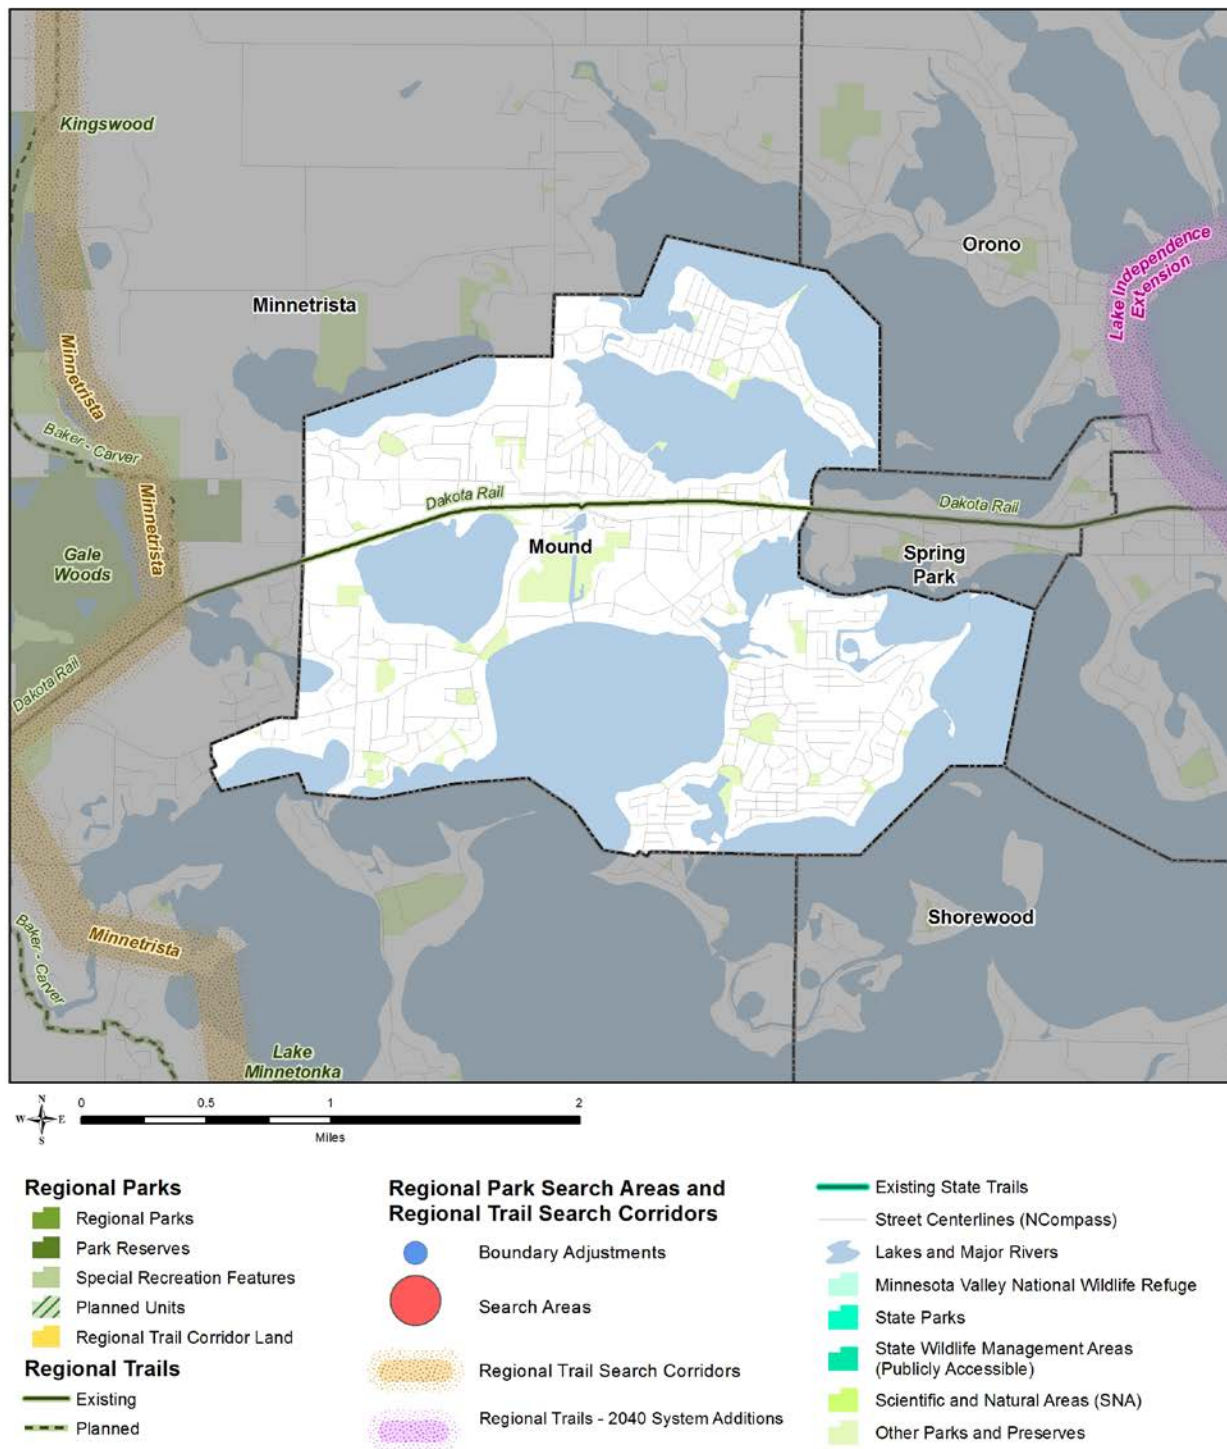 Kingswood
Orono
Lake Independence
Extension
Minnetrista
Minnetrista
Baker - Carver
Dakota Rail
Dakota Rail
Minnetrista
Mound
Gale
Woods
Spring
Park
Dakota Rail
Shorewood
Minnetrista
Baker - Carver
Lake
Minnetonka
N
W E
S
0 0.5 1 2
Miles
Regional Parks
Regional Parks
Park Reserves
Special Recreation Features
Planned Units
Regional Trail Corridor Land
Regional Trails
Existing
Planned
Regional Park Search Areas and
Regional Trail Search Corridors
Boundary Adjustments
Search Areas
Regional Trail Search Corridors
Regional Trails - 2040 System Additions
Existing State Trails
Street Centerlines (NCompass)
Lakes and Major Rivers
Minnesota Valley National Wildlife Refuge
State Parks
State Wildlife Management Areas
(Publicly Accessible)
Scientific and Natural Areas (SNA)
Other Parks and Preserves